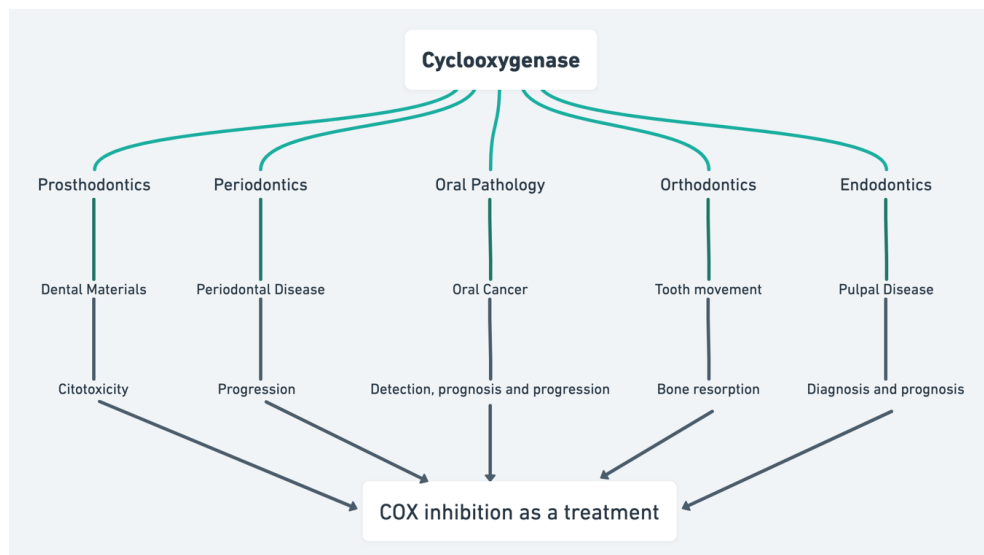 Cyclooxygenase
Prosthodontics
Periodontics
Oral Pathology
Orthodontics
Endodontics
Dental Materials
Periodontal Disease
Oral Cancer
Tooth movement
Pulpal Disease
Citotoxicity
Progression
Detection, prognosis and progression
Bone resorption
Diagnosis and prognosis
COX inhibition as a treatment